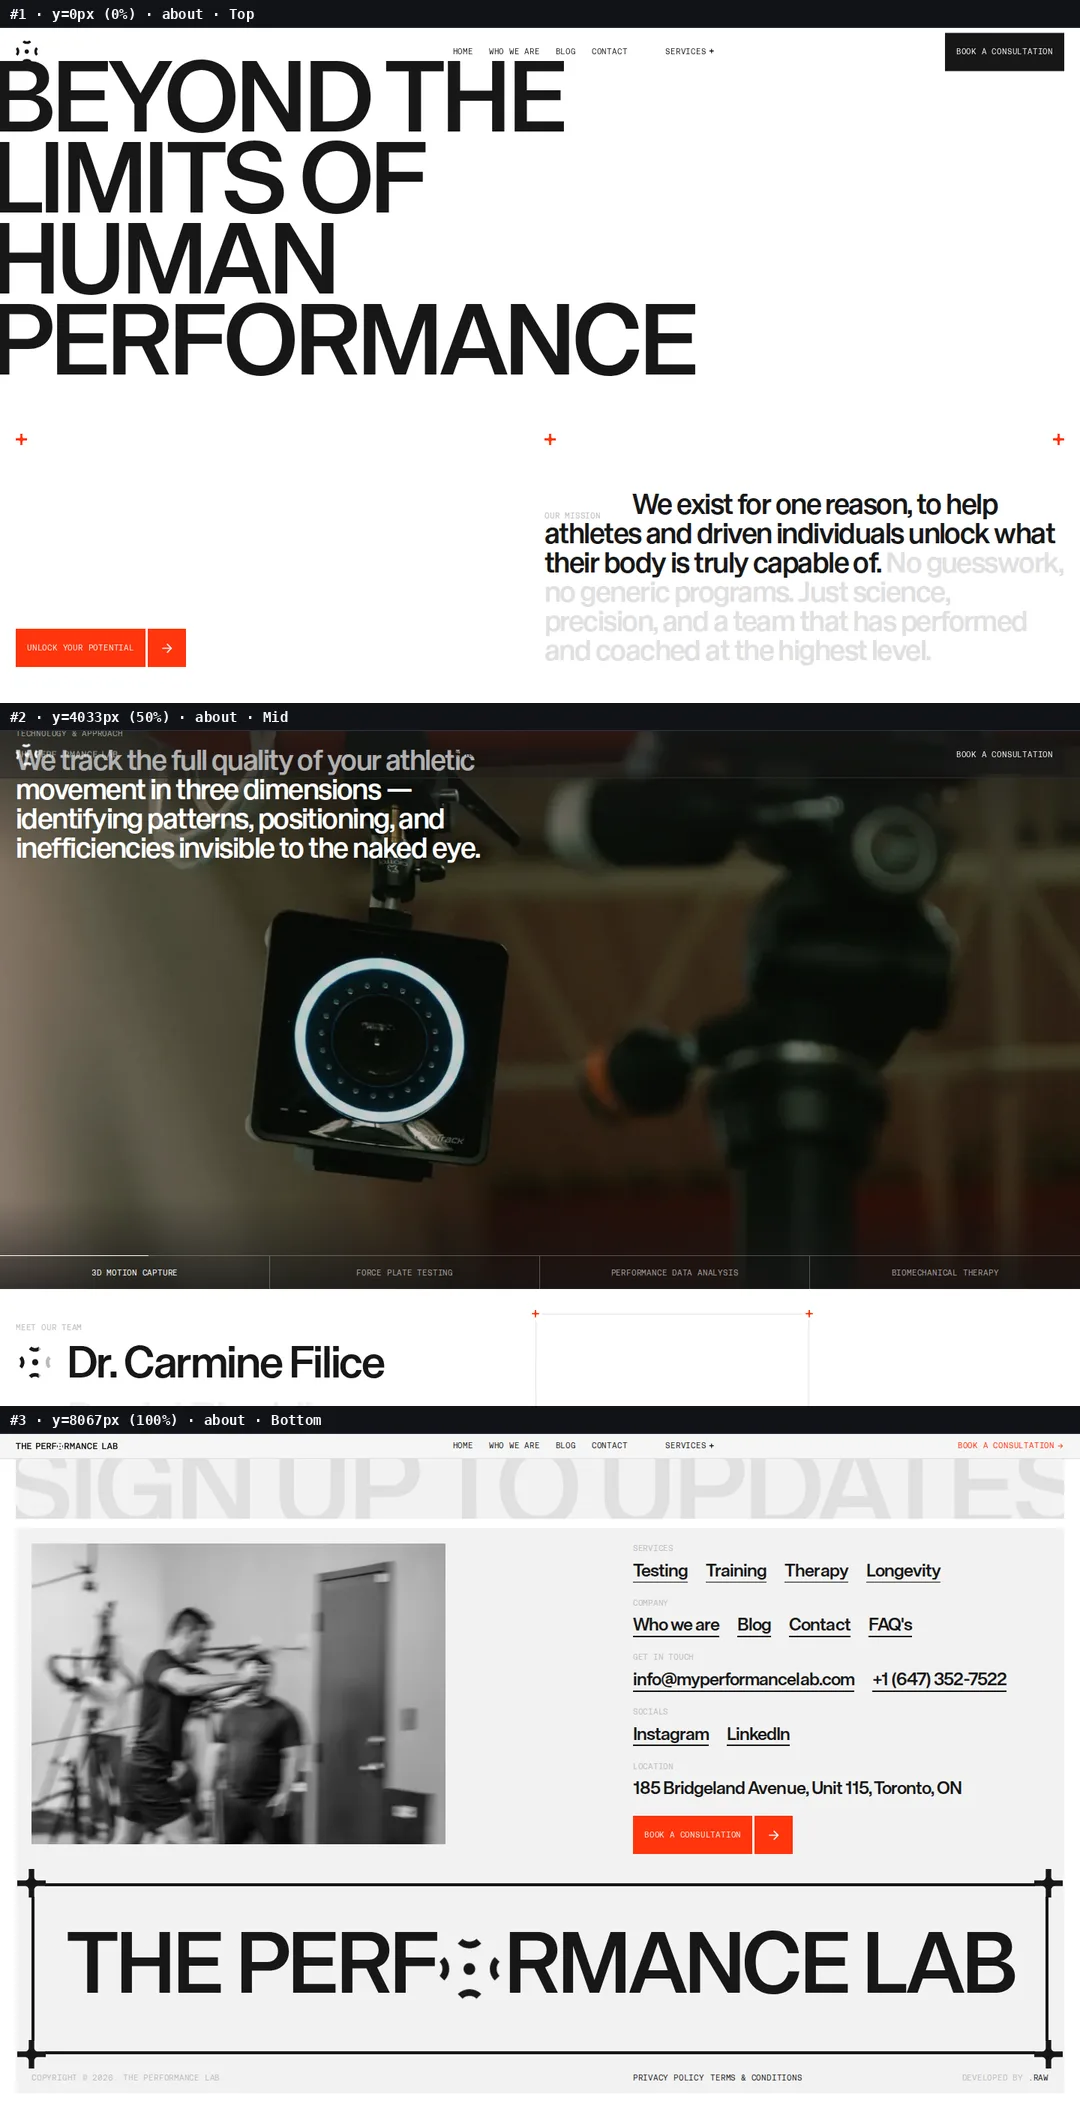 #1 · y=0px (0%) · about · Top
HOME WHO WE ARE BLOG CONTACT SERVICES +
BOOK A CONSULTATION
BEYOND THE
LIMITS OF
HUMAN
PERFORMANCE
OUR MISSION
We exist for one reason, to help
athletes and driven individuals unlock what
their body is truly capable of. No guesswork,
no generic programs. Just science,
precision, and a team that has performed
and coached at the highest level.
UNLOCK YOUR POTENTIAL
#2 · y=4033px (50%) · about · Mid
TECHNOLOGY & APPROACH
BOOK A CONSULTATION
We track the full quality of your athletic
movement in three dimensions —
identifying patterns, positioning, and
inefficiencies invisible to the naked eye.
3D MOTION CAPTURE
FORCE PLATE TESTING
PERFORMANCE DATA ANALYSIS
BIOMECHANICAL THERAPY
MEET OUR TEAM
Dr. Carmine Filice
#3 · y=8067px (100%) · about · Bottom
THE PERFORMANCE LAB
HOME WHO WE ARE BLOG CONTACT SERVICES +
BOOK A CONSULTATION →
SIGN UP TO UPDATES
SERVICES
Testing Training Therapy Longevity
COMPANY
Who we are Blog Contact FAQ's
GET IN TOUCH
info@myperformancelab.com +1 (647) 352-7522
SOCIALS
Instagram LinkedIn
LOCATION
185 Bridgeland Avenue, Unit 115, Toronto, ON
BOOK A CONSULTATION
THE PERFORMANCE LAB
COPYRIGHT © 2026 THE PERFORMANCE LAB
PRIVACY POLICY TERMS & CONDITIONS
DEVELOPED BY .RAW